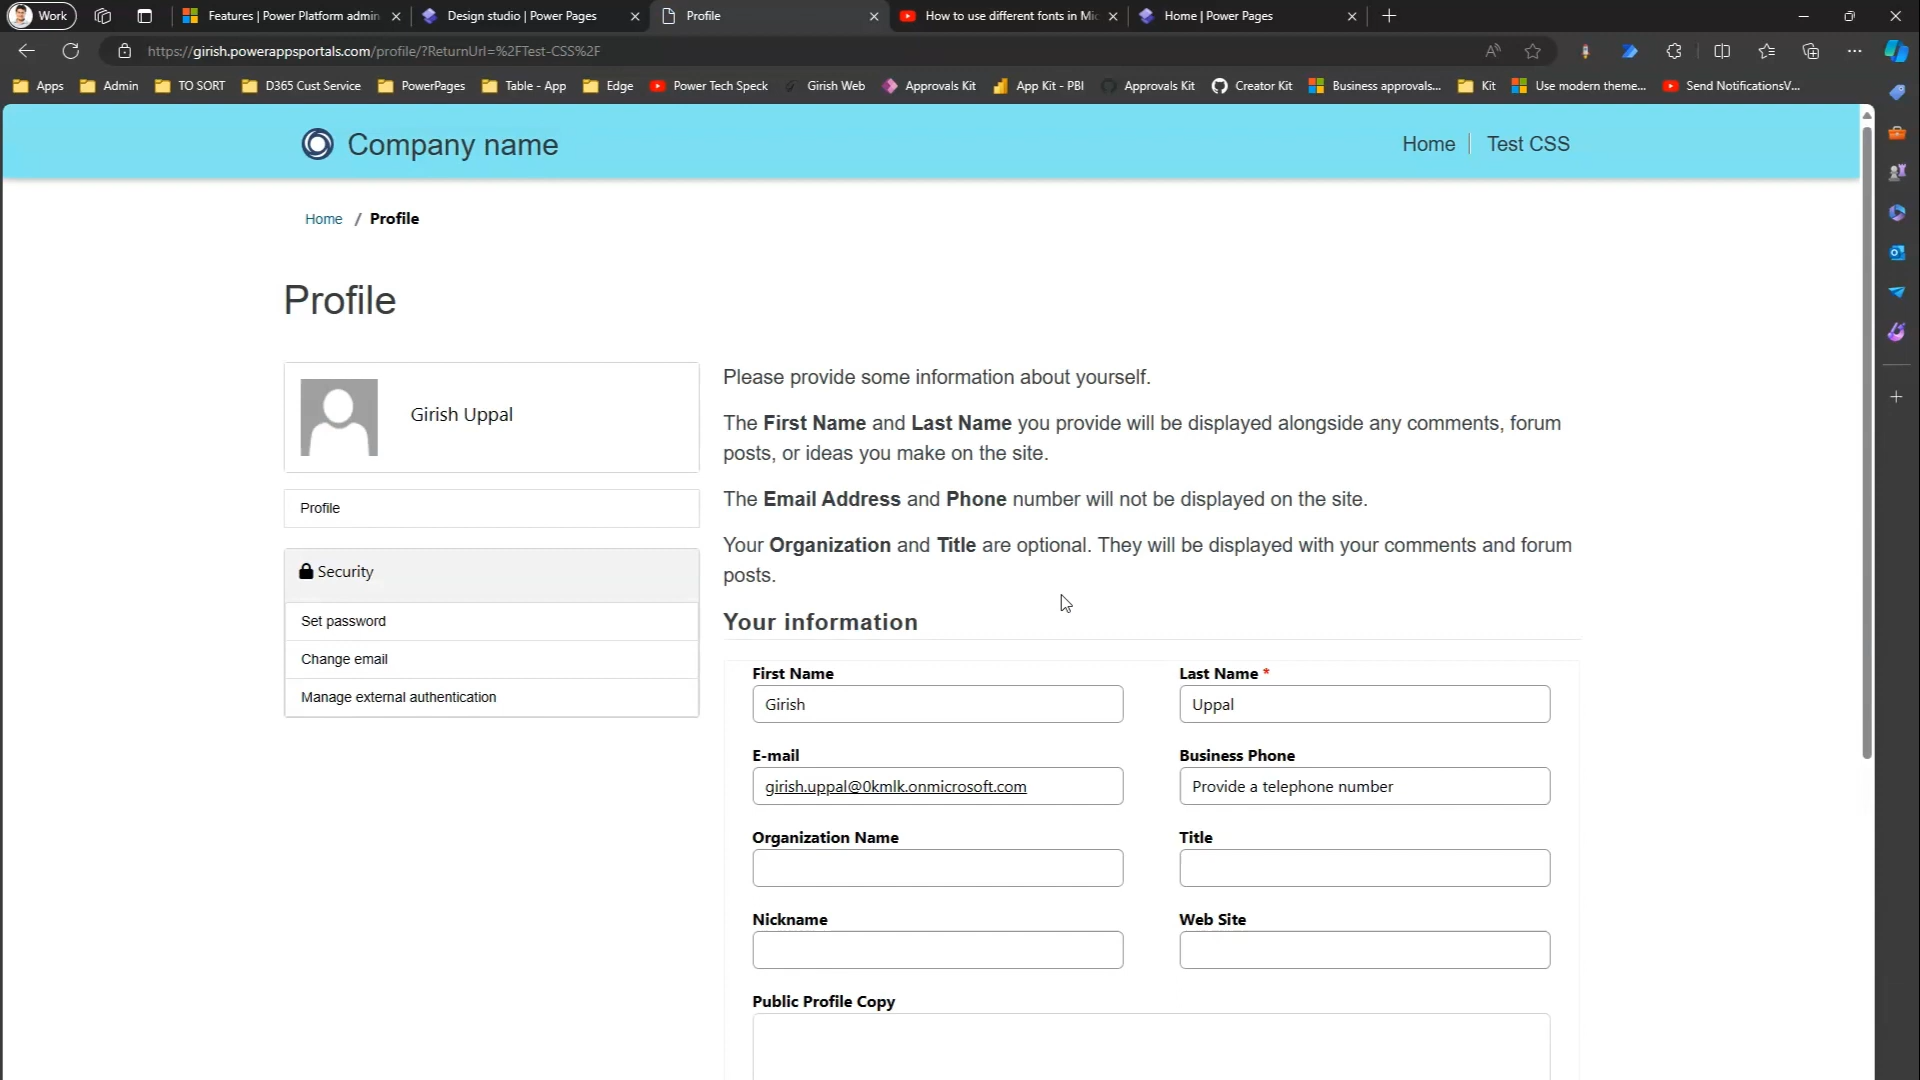 Work
Features | Power Platform admin
Design studio | Power Pages
Profile
How to use different fonts in Mic
Home | Power Pages
https://girish.powerappsportals.com/profile/?ReturnUrl=%2FTest-CSS%2F
Apps
Admin
TO SORT
D365 Cust Service
PowerPages
Table - App
Edge
Power Tech Speck
Girish Web
Approvals Kit
App Kit - PBI
Approvals Kit
Creator Kit
Business approvals...
Kit
Use modern theme...
Send NotificationsV...
Company name
Home
Test CSS
Home / Profile
Profile
Girish Uppal
Profile
Security
Set password
Change email
Manage external authentication
Please provide some information about yourself.
The First Name and Last Name you provide will be displayed alongside any comments, forum
posts, or ideas you make on the site.
The Email Address and Phone number will not be displayed on the site.
Your Organization and Title are optional. They will be displayed with your comments and forum
posts.
Your information
First Name
Last Name *
Girish
Uppal
E-mail
Business Phone
girish.uppal@0kmlk.onmicrosoft.com
Provide a telephone number
Organization Name
Title
Nickname
Web Site
Public Profile Copy